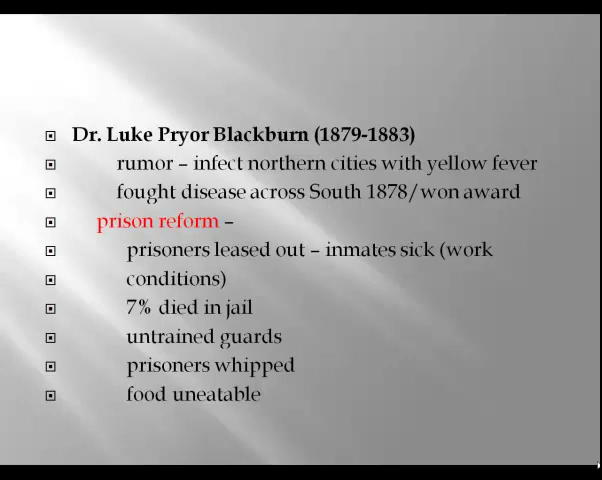 Dr. Luke Pryor Blackburn (1879-1883)
rumor – infect northern cities with yellow fever
fought disease across South 1878/won award
prison reform –
prisoners leased out – inmates sick (work
conditions)
7% died in jail
untrained guards
prisoners whipped
food uneatable